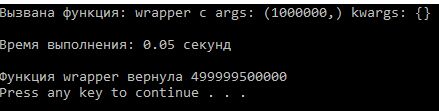 Вызвана функция: wrapper с args: (1000000,) kwargs: {}
Время выполнения: 0.05 секунд
Функция wrapper вернула 499999500000
Press any key to continue . . .